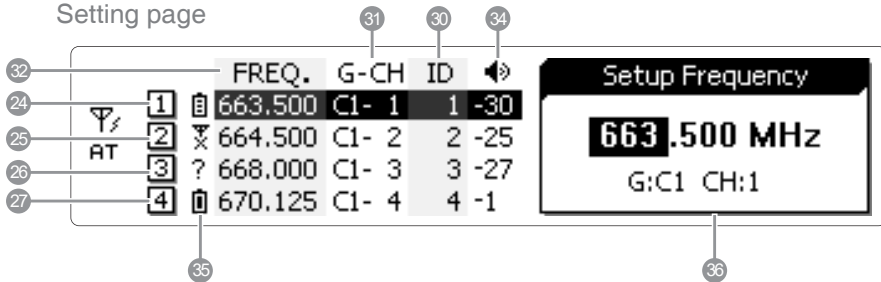 Setting page
31 30 34
32 FREQ. G-CH ID Setup Frequency
24 1 663.500 C1- 1 1 -30
25 2 664.500 C1- 2 2 -25 663.500 MHz
AT
26 3 ? 668.000 C1- 3 3 -27 G:C1 CH:1
27 4 670.125 C1- 4 4 -1
35 36